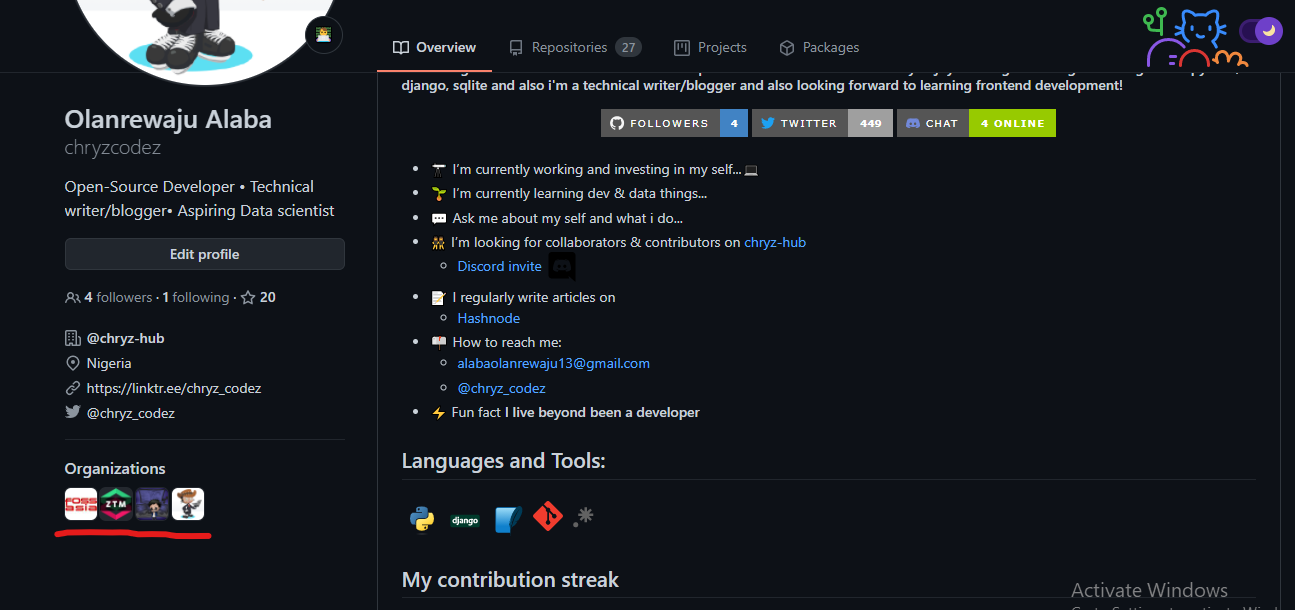 Overview
Repositories 27
Projects
Packages
Olanrewaju Alaba
chryzcodez
Open-Source Developer • Technical
writer/blogger• Aspiring Data scientist
Edit profile
4 followers · 1 following · 20
@chryz-hub
Nigeria
https://linktr.ee/chryz_codez
@chryz_codez
Organizations
FOSS
asia
ZTM
django, sqlite and also i'm a technical writer/blogger and also looking forward to learning frontend development!
FOLLOWERS 4
TWITTER 449
CHAT 4 ONLINE
I'm currently working and investing in my self...
I'm currently learning dev & data things...
Ask me about my self and what i do...
I'm looking for collaborators & contributors on chryz-hub
Discord invite
I regularly write articles on
Hashnode
How to reach me:
alabaolanrewaju13@gmail.com
@chryz_codez
Fun fact I live beyond been a developer
Languages and Tools:
django
My contribution streak
Activate Windows